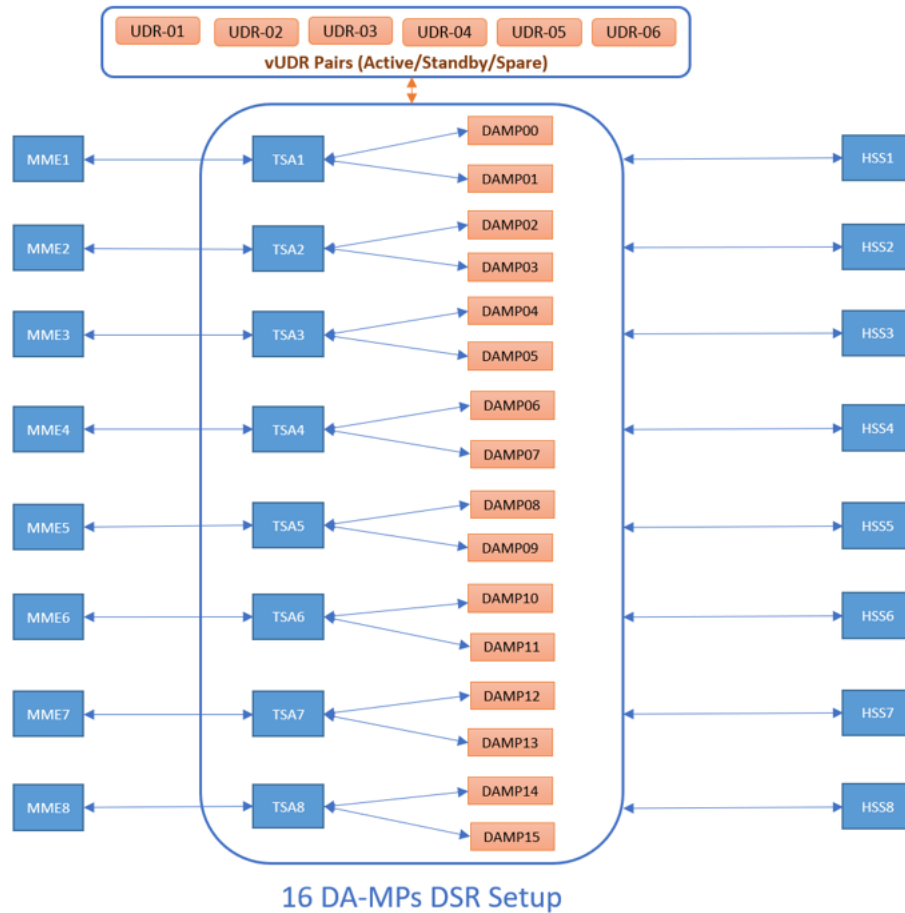 UDR-01 UDR-02 UDR-03 UDR-04 UDR-05 UDR-06
vUDR Pairs (Active/Standby/Spare)
DAMP00
MME1 TSA1 HSS1
DAMP01
DAMP02
MME2 TSA2 HSS2
DAMP03
DAMP04
MME3 TSA3 HSS3
DAMP05
DAMP06
MME4 TSA4 HSS4
DAMP07
DAMP08
MME5 TSA5 HSS5
DAMP09
DAMP10
MME6 TSA6 HSS6
DAMP11
DAMP12
MME7 TSA7 HSS7
DAMP13
DAMP14
MME8 TSA8 HSS8
DAMP15
16 DA-MPs DSR Setup